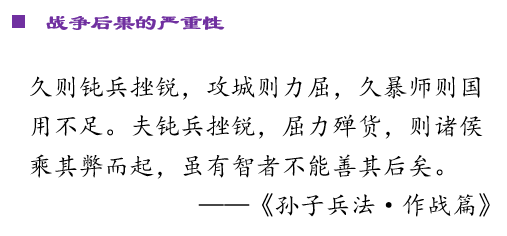 战争后果的严重性
久则钝兵挫锐，攻城则力屈，久暴师则国
用不足。夫钝兵挫锐，屈力殚货，则诸侯
乘其弊而起，虽有智者不能善其后矣。
——《孙子兵法·作战篇》